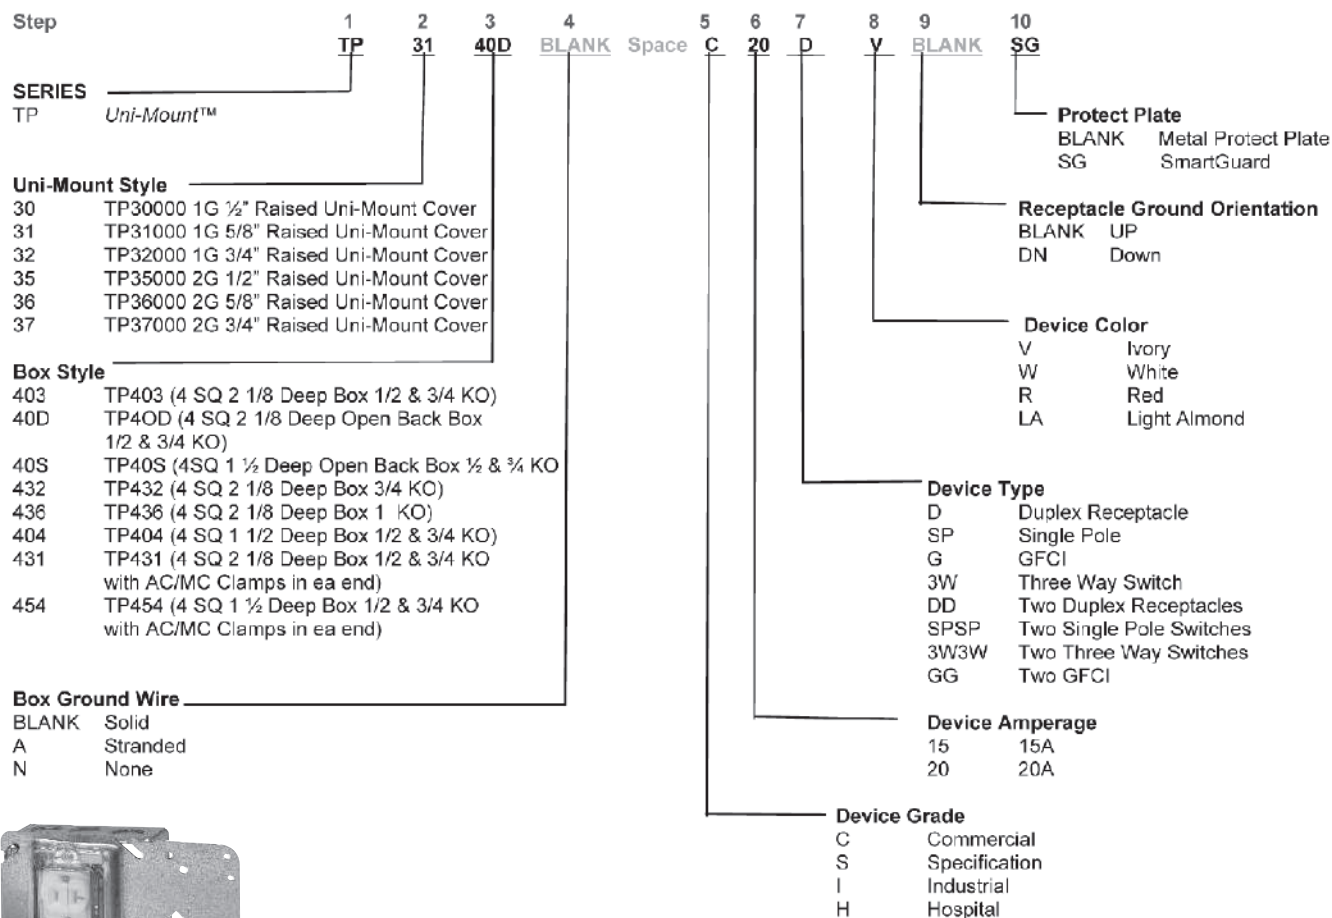 Step 1 2 3 4 5 6 7 8 9 10
TP 31 40D BLANK Space C 20 D V BLANK SG
SERIES
TP Uni-Mount™
Uni-Mount Style
30 TP30000 1G ½" Raised Uni-Mount Cover
31 TP31000 1G 5/8" Raised Uni-Mount Cover
32 TP32000 1G 3/4" Raised Uni-Mount Cover
35 TP35000 2G 1/2" Raised Uni-Mount Cover
36 TP36000 2G 5/8" Raised Uni-Mount Cover
37 TP37000 2G 3/4" Raised Uni-Mount Cover
Box Style
403 TP403 (4 SQ 2 1/8 Deep Box 1/2 & 3/4 KO)
40D TP4OD (4 SQ 2 1/8 Deep Open Back Box
1/2 & 3/4 KO)
40S TP40S (4SQ 1 ½ Deep Open Back Box ½ & ¾ KO
432 TP432 (4 SQ 2 1/8 Deep Box 3/4 KO)
436 TP436 (4 SQ 2 1/8 Deep Box 1 KO)
404 TP404 (4 SQ 1 1/2 Deep Box 1/2 & 3/4 KO)
431 TP431 (4 SQ 2 1/8 Deep Box 1/2 & 3/4 KO
with AC/MC Clamps in ea end)
454 TP454 (4 SQ 1 ½ Deep Box 1/2 & 3/4 KO
with AC/MC Clamps in ea end)
Box Ground Wire
BLANK Solid
A Stranded
N None
Protect Plate
BLANK Metal Protect Plate
SG SmartGuard
Receptacle Ground Orientation
BLANK UP
DN Down
Device Color
V Ivory
W White
R Red
LA Light Almond
Device Type
D Duplex Receptacle
SP Single Pole
G GFCI
3W Three Way Switch
DD Two Duplex Receptacles
SPSP Two Single Pole Switches
3W3W Two Three Way Switches
GG Two GFCI
Device Amperage
15 15A
20 20A
Device Grade
C Commercial
S Specification
I Industrial
H Hospital